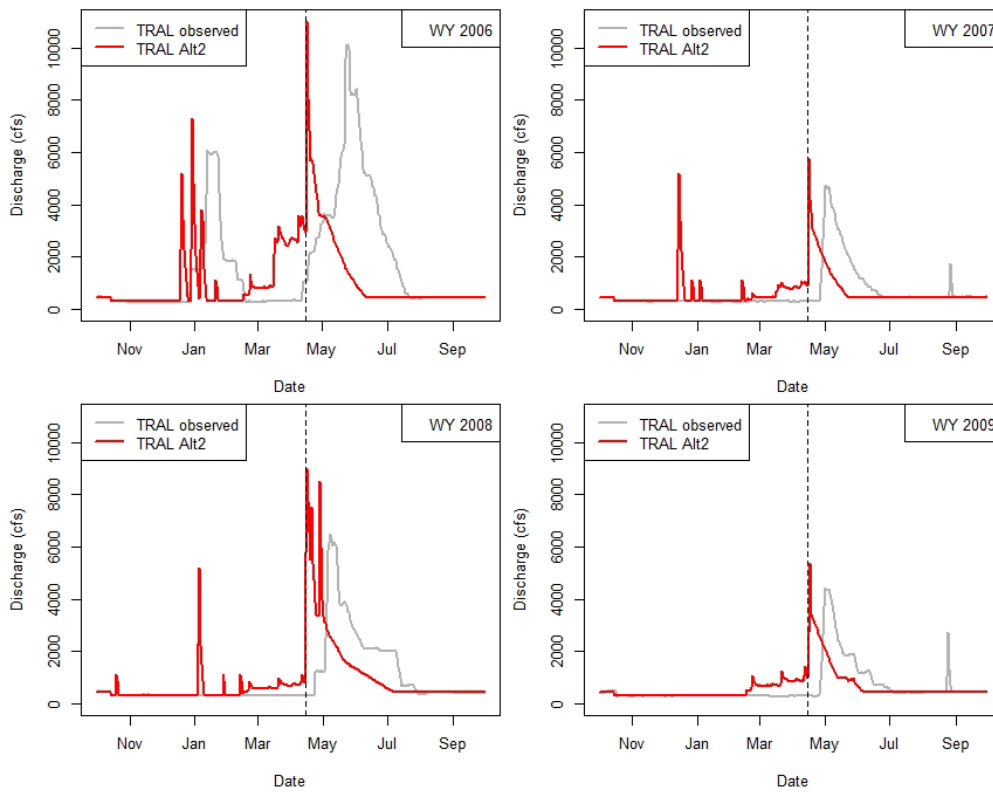 TRAL observed
TRAL Alt2
WY 2006
Discharge (cfs)
0
2000
4000
6000
8000
10000
Nov
Jan
Mar
May
Jul
Sep
Date
TRAL observed
TRAL Alt2
WY 2007
Discharge (cfs)
0
2000
4000
6000
8000
10000
Nov
Jan
Mar
May
Jul
Sep
Date
TRAL observed
TRAL Alt2
WY 2008
Discharge (cfs)
0
2000
4000
6000
8000
10000
Nov
Jan
Mar
May
Jul
Sep
Date
TRAL observed
TRAL Alt2
WY 2009
Discharge (cfs)
0
2000
4000
6000
8000
10000
Nov
Jan
Mar
May
Jul
Sep
Date